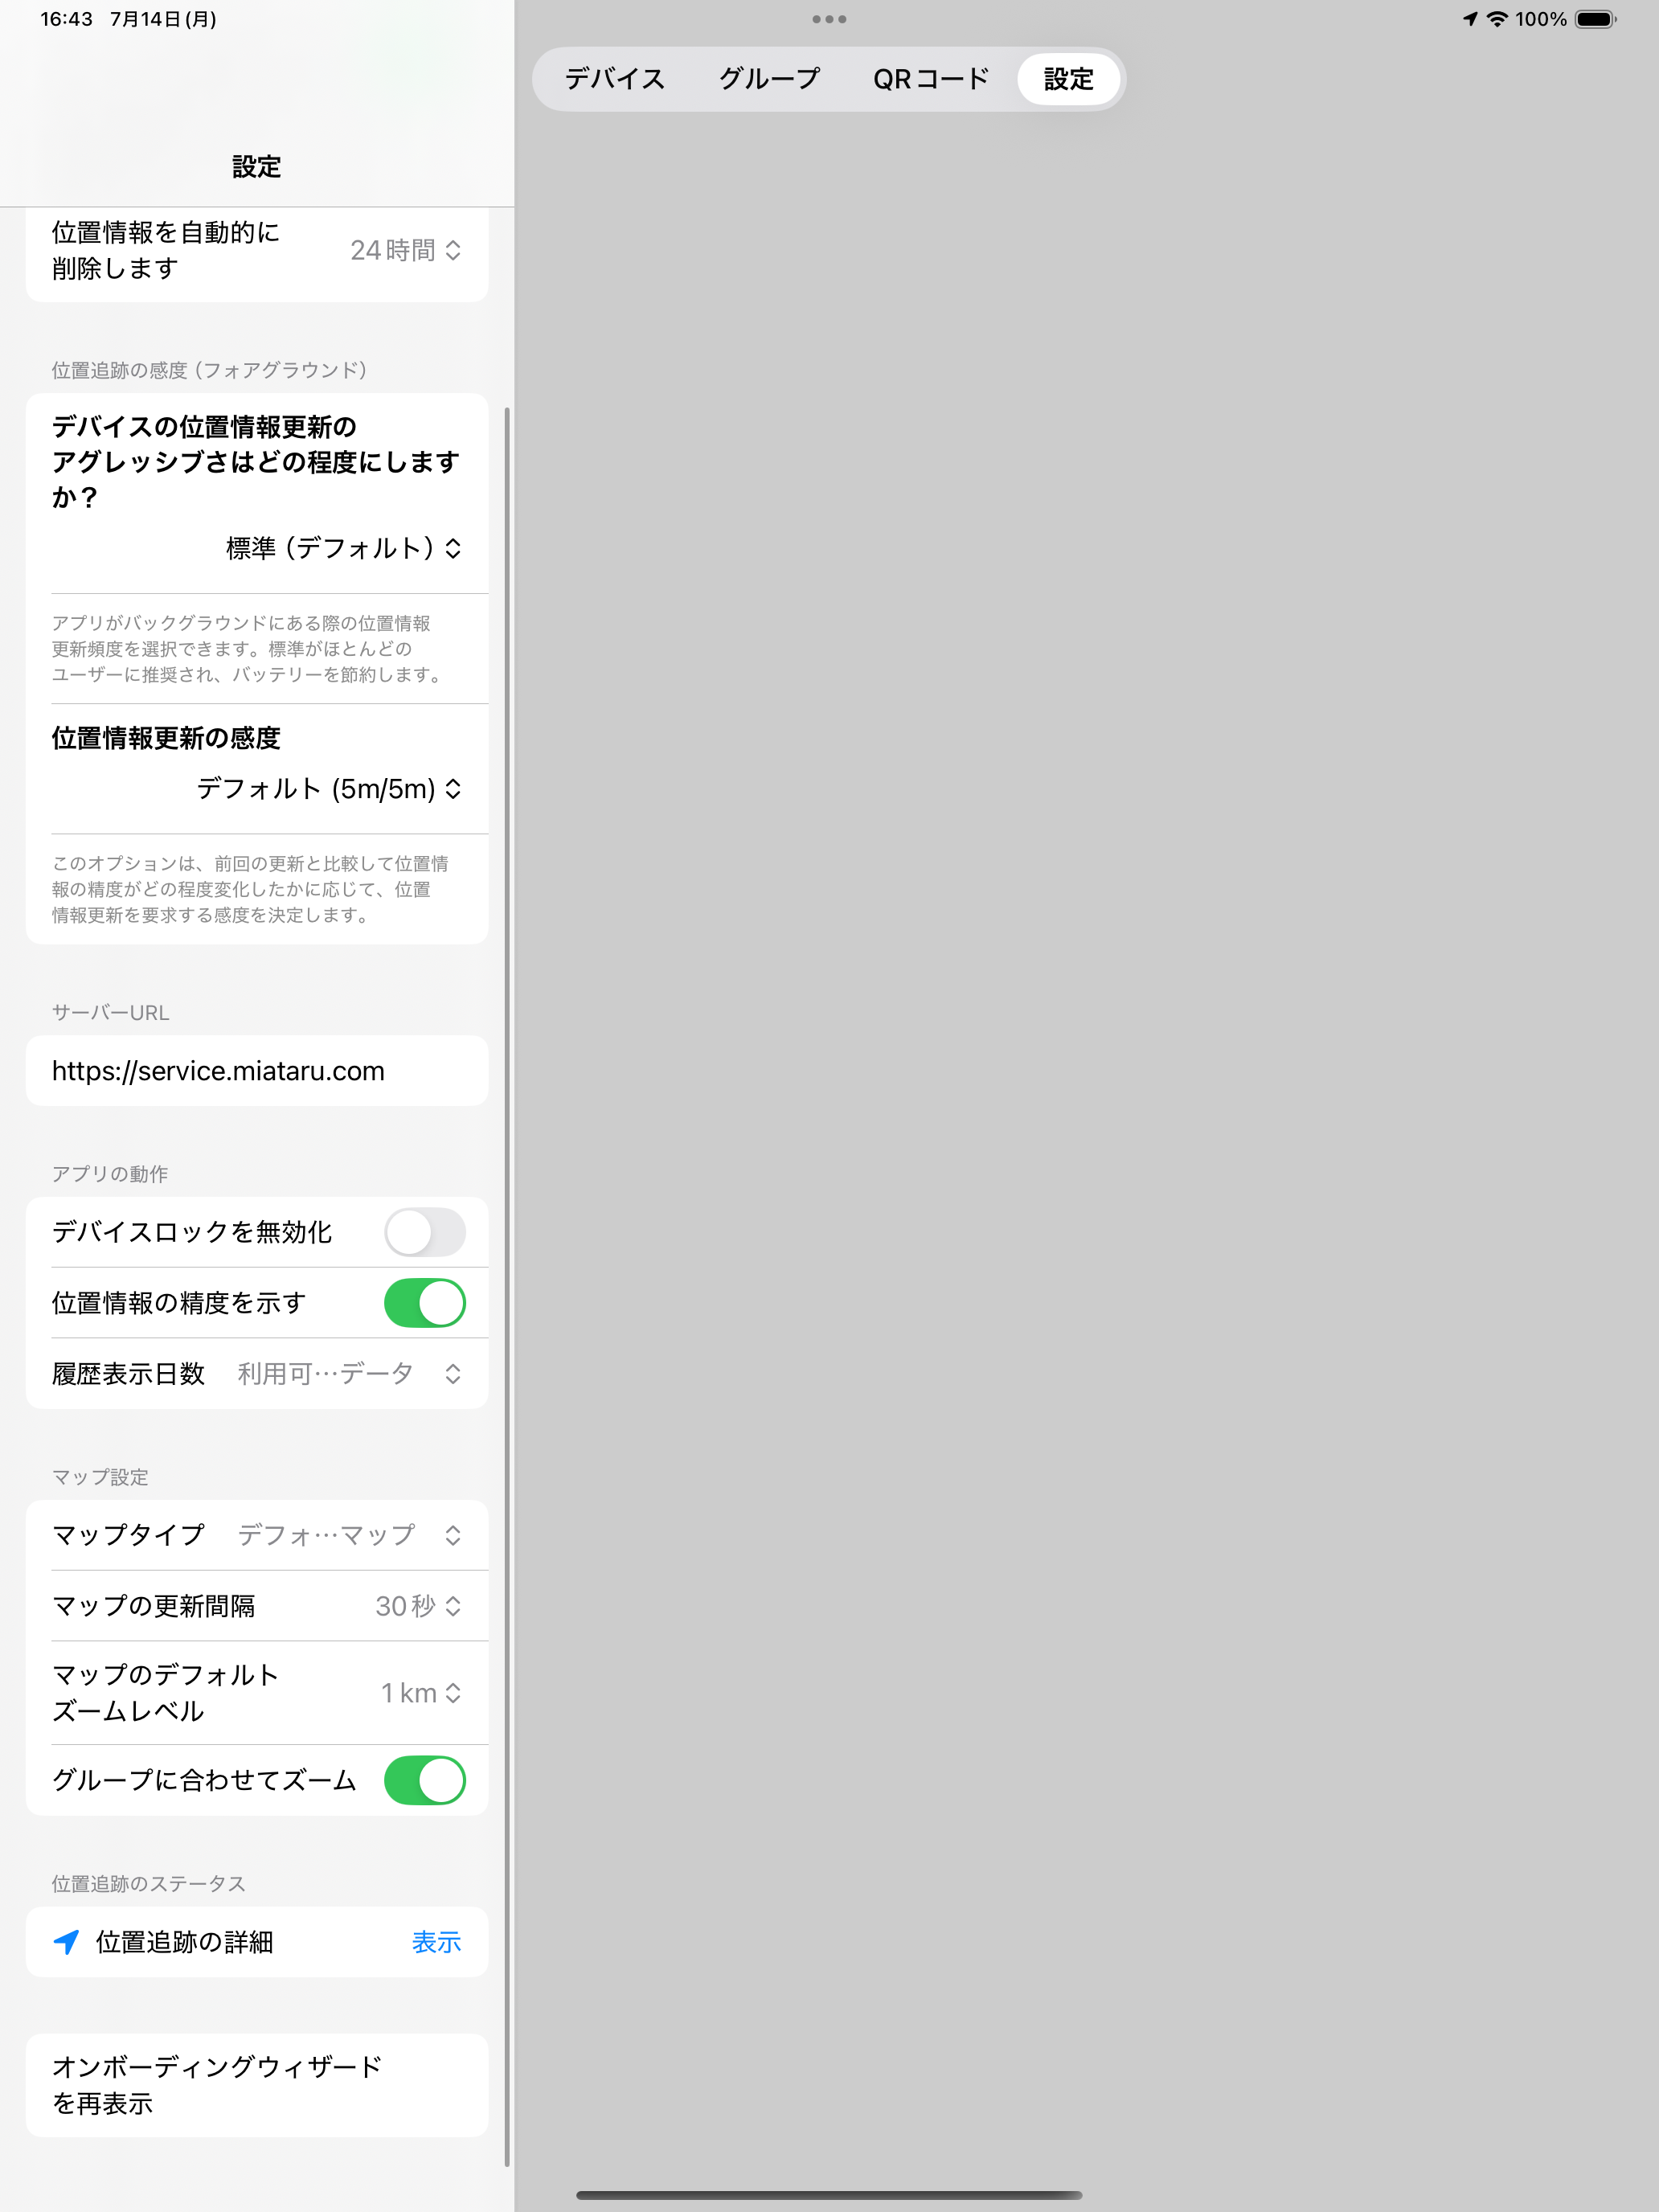 16:43 7月14日(月)
100%
デバイス グループ QRコード 設定
設定
位置情報を自動的に
削除します
24時間
位置追跡の感度(フォアグラウンド)
デバイスの位置情報更新の
アグレッシブさはどの程度にします
か?
標準(デフォルト)
アプリがバックグラウンドにある際の位置情報
更新頻度を選択できます。標準がほとんどの
ユーザーに推奨され、バッテリーを節約します。
位置情報更新の感度
デフォルト (5m/5m)
このオプションは、前回の更新と比較して位置情
報の精度がどの程度変化したかに応じて、位置
情報更新を要求する感度を決定します。
サーバーURL
https://service.miataru.com
アプリの動作
デバイスロックを無効化
位置情報の精度を示す
履歴表示日数 利用可…データ
マップ設定
マップタイプ デフォ…マップ
マップの更新間隔 30秒
マップのデフォルト
ズームレベル
1 km
グループに合わせてズーム
位置追跡のステータス
位置追跡の詳細 表示
オンボーディングウィザード
を再表示